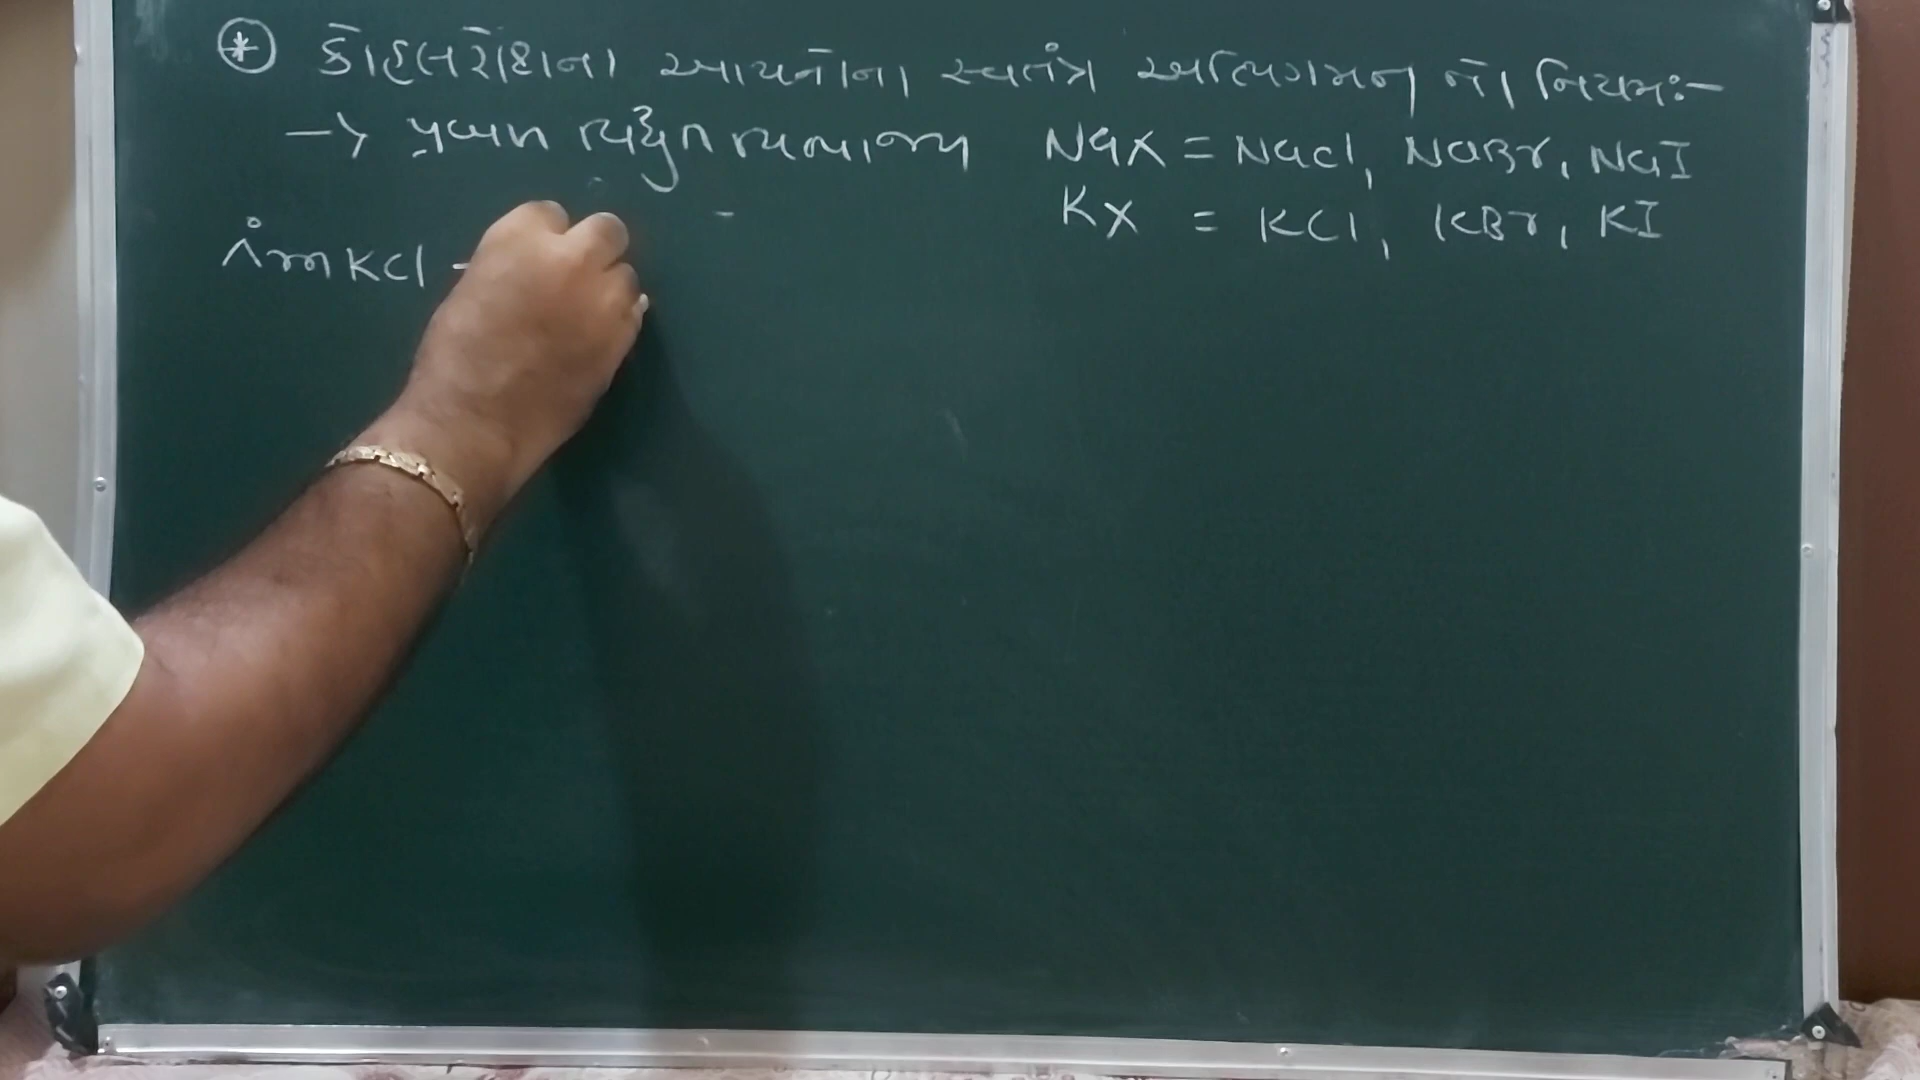 * કોહલરોશના આયનોના સ્વતંત્ર અભિગમન નો નિયમ:-
→ પ્રબળ વિદ્યુત વિભાજ્ય NaX = NaCl, NaBr, NaI
KX = KCl, KBr, KI
Λ°m KCl -